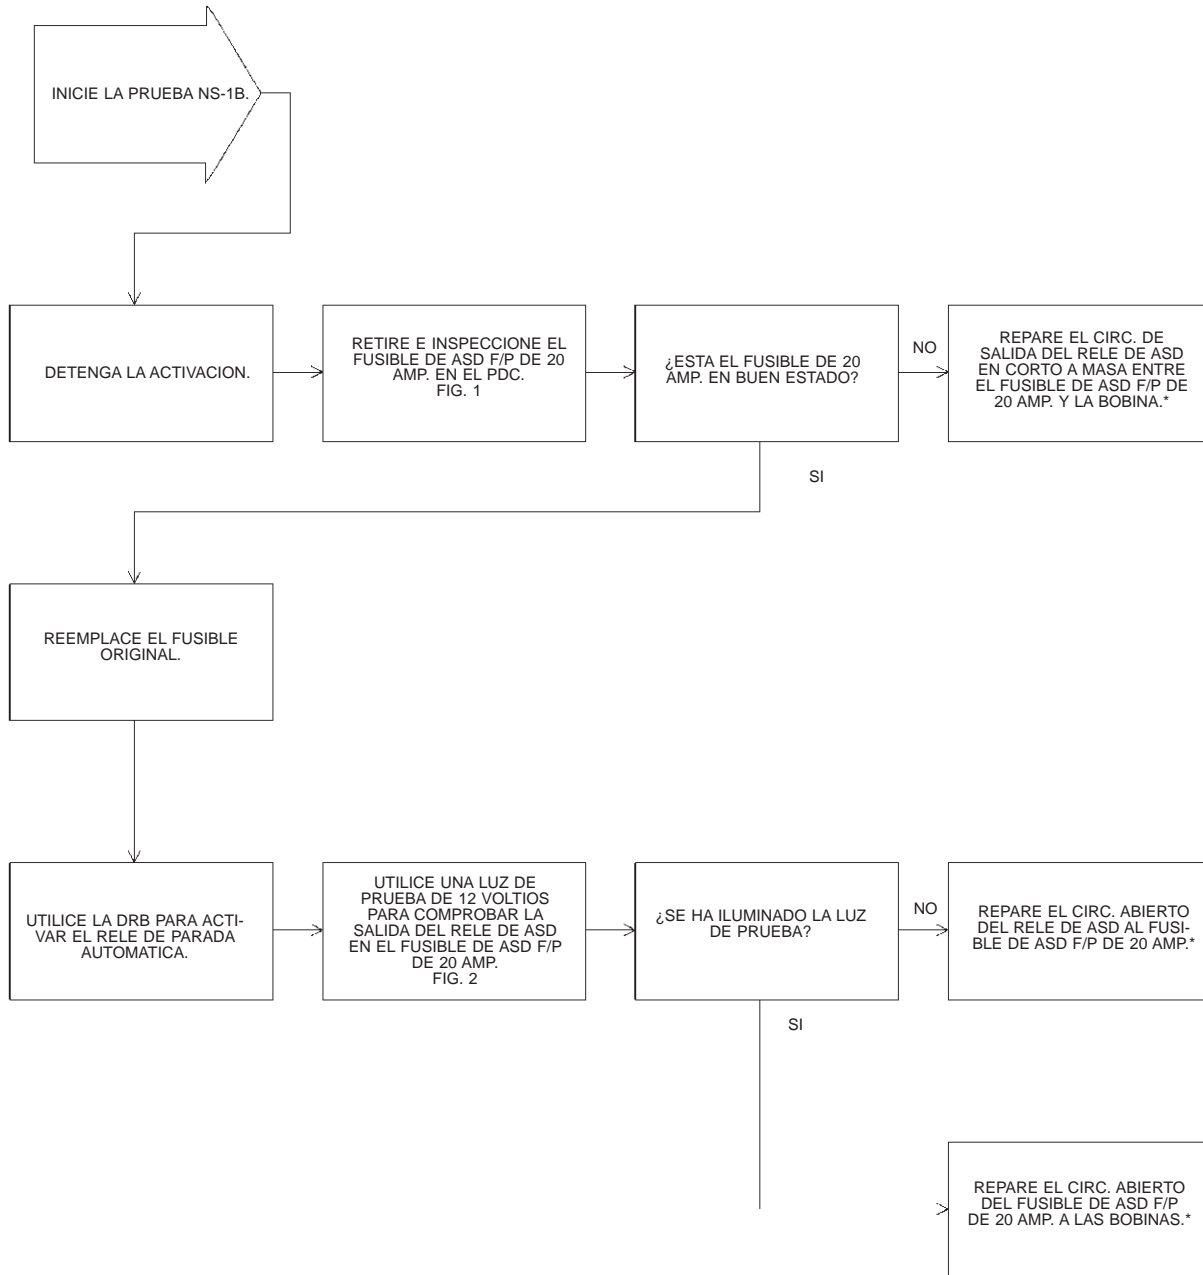 INICIE LA PRUEBA NS-1B.
DETENGA LA ACTIVACION.
RETIRE E INSPECCIONE EL
FUSIBLE DE ASD F/P DE 20
AMP. EN EL PDC.
FIG. 1
¿ESTA EL FUSIBLE DE 20
AMP. EN BUEN ESTADO?
NO
REPARE EL CIRC. DE
SALIDA DEL RELE DE ASD
EN CORTO A MASA ENTRE
EL FUSIBLE DE ASD F/P DE
20 AMP. Y LA BOBINA.*
SI
REEMPLACE EL FUSIBLE
ORIGINAL.
UTILICE LA DRB PARA ACTI-
VAR EL RELE DE PARADA
AUTOMATICA.
UTILICE UNA LUZ DE
PRUEBA DE 12 VOLTIOS
PARA COMPROBAR LA
SALIDA DEL RELE DE ASD
EN EL FUSIBLE DE ASD F/P
DE 20 AMP.
FIG. 2
¿SE HA ILUMINADO LA LUZ
DE PRUEBA?
NO
REPARE EL CIRC. ABIERTO
DEL RELE DE ASD AL FUSI-
BLE DE ASD F/P DE 20 AMP.*
SI
REPARE EL CIRC. ABIERTO
DEL FUSIBLE DE ASD F/P
DE 20 AMP. A LAS BOBINAS.*